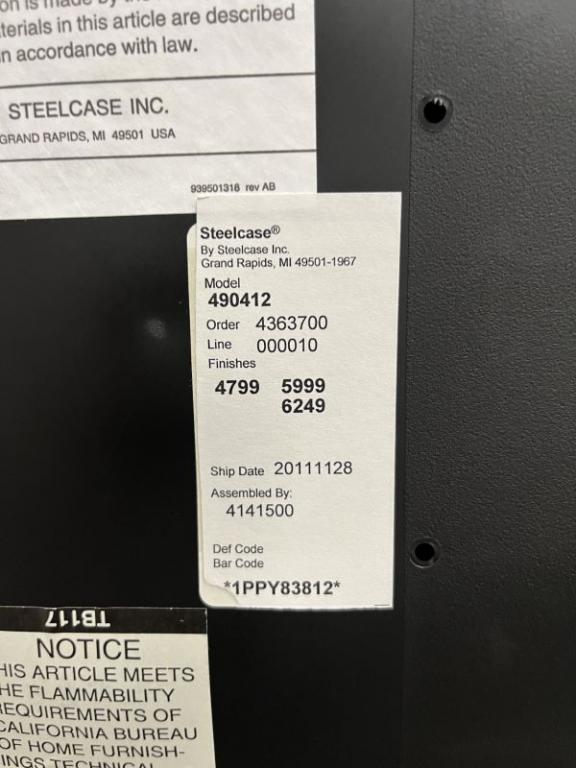 terials in this article are described
n accordance with law.
STEELCASE INC.
GRAND RAPIDS, MI 49501 USA
939501318 rev AB
Steelcase®
By Steelcase Inc.
Grand Rapids, MI 49501-1967
Model
490412
Order 4363700
Line 000010
Finishes
4799 5999
6249
Ship Date 20111128
Assembled By:
4141500
Def Code
Bar Code
*1PPY83812*
TB117
NOTICE
HIS ARTICLE MEETS
HE FLAMMABILITY
REQUIREMENTS OF
CALIFORNIA BUREAU
OF HOME FURNISH-
INGS TECHNICAL